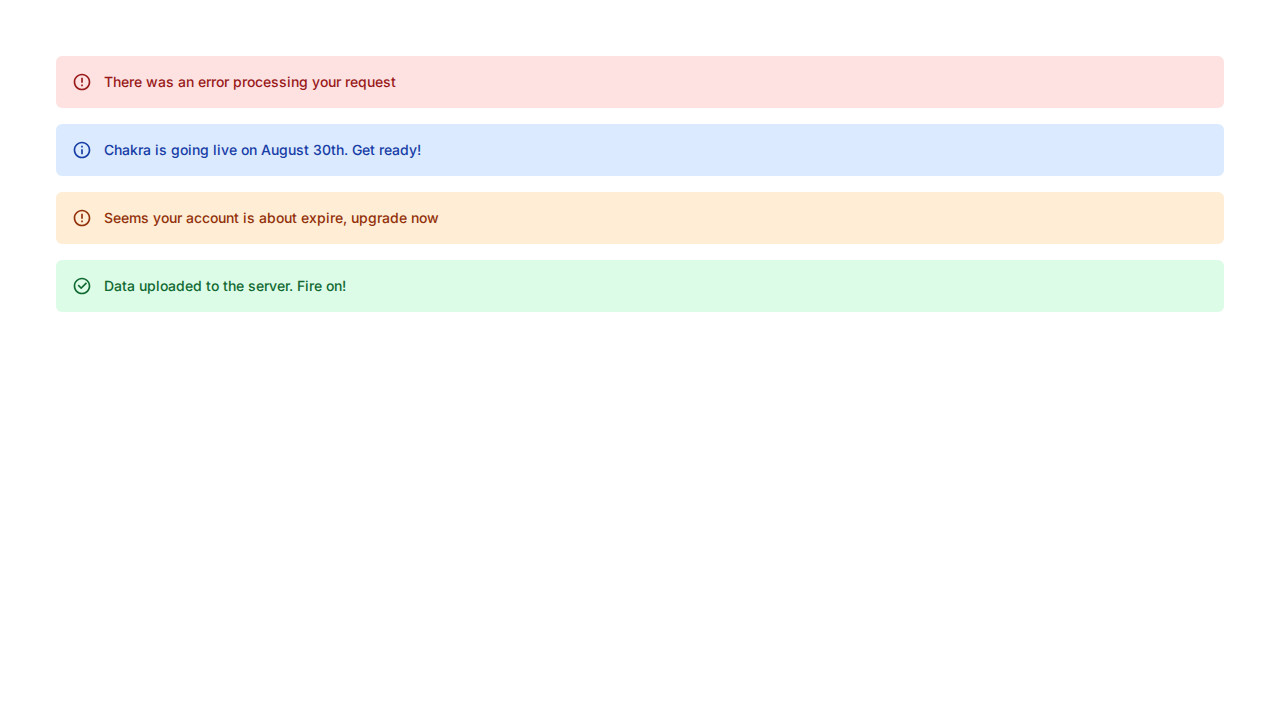 There was an error processing your request
Chakra is going live on August 30th. Get ready!
Seems your account is about expire, upgrade now
Data uploaded to the server. Fire on!